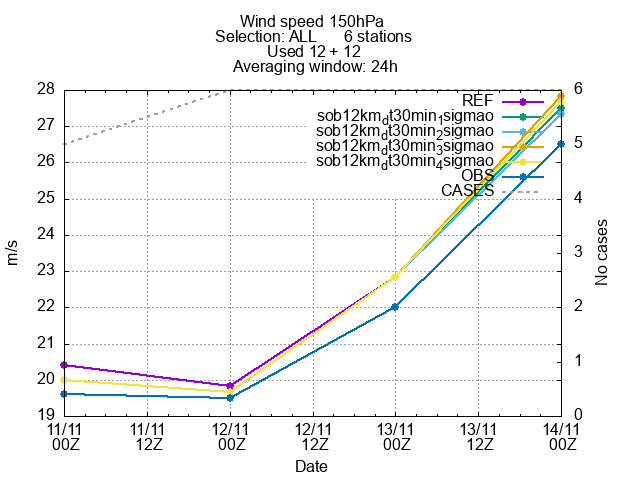 Wind speed 150hPa
Selection: ALL 6 stations
Used 12 + 12
Averaging window: 24h
28
27
26
25
24
23
22
21
20
19
m/s
6
5
4
3
2
1
0
No cases
REF
sob12km_dt30min_1sigmao
sob12km_dt30min_2sigmao
sob12km_dt30min_3sigmao
sob12km_dt30min_4sigmao
OBS
CASES
11/11 11/11 12/11 12/11 13/11 13/11 14/11
00Z 12Z 00Z 12Z 00Z 12Z 00Z
Date